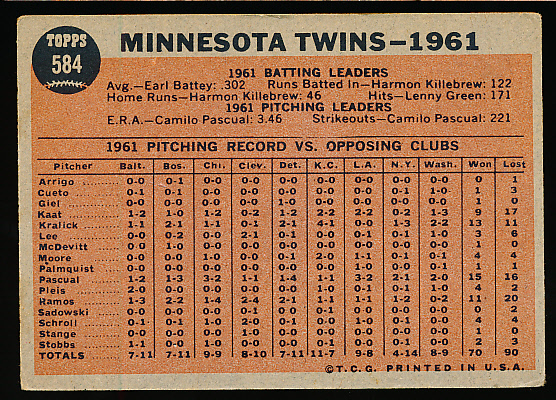 TOPPS
584
MINNESOTA TWINS—1961
1961 BATTING LEADERS
Avg.—Earl Battey: .302 Runs Batted In—Harmon Killebrew: 122
Home Runs—Harmon Killebrew: 46 Hits—Lenny Green: 171
1961 PITCHING LEADERS
E.R.A.—Camilo Pascual: 3.46 Strikeouts—Camilo Pascual: 221
1961 PITCHING RECORD VS. OPPOSING CLUBS
Pitcher Balt. Bos. Chi. Clev. Det. K.C. L.A. N.Y. Wash. Won Lost
Arrigo 0-0 0-1 0-0 0-0 0-0 0-0 0-0 0-0 0-0 0 1
Cueto 0-1 0-1 0-0 0-0 0-0 0-0 0-0 0-1 1-0 1 3
Giel 0-0 0-0 0-0 0-0 1-0 0-0 0-0 0-0 0-0 1 0
Kaat 1-2 1-0 1-2 0-2 1-2 2-2 2-2 0-2 1-3 9 17
Kralick 1-1 2-1 1-1 0-1 2-1 4-1 0-0 1-3 2-2 13 11
Lee 0-0 0-2 0-0 2-1 0-1 0-0 0-1 0-0 1-1 3 6
McDevitt 0-0 1-0 0-0 0-0 0-0 0-0 0-0 0-0 0-0 1 0
Moore 0-0 0-0 1-0 0-0 0-1 2-0 1-1 0-1 0-1 4 4
Palmquist 0-0 0-0 0-0 0-0 0-0 0-0 1-0 0-1 0-0 1 1
Pascual 1-2 1-3 3-2 1-1 1-4 1-1 3-2 2-1 2-0 15 16
Pleis 2-0 0-0 0-0 0-0 0-0 1-0 0-1 0-1 1-0 4 2
Ramos 1-3 2-2 1-4 2-4 2-1 1-1 1-1 1-2 0-2 11 20
Sadowski 0-0 0-0 0-0 0-1 0-0 0-0 0-0 0-1 0-0 0 2
Schroll 0-1 0-1 1-0 2-0 0-1 0-0 1-0 0-1 0-0 4 4
Stange 0-0 0-0 0-0 1-0 0-0 0-0 0-0 0-0 0-0 1 0
Stobbs 1-1 0-0 1-0 0-0 0-0 0-1 0-0 0-1 0-0 2 3
TOTALS 7-11 7-11 9-9 8-10 7-11 11-7 9-8 4-14 8-9 70 90
©T.C.G. PRINTED IN U.S.A.